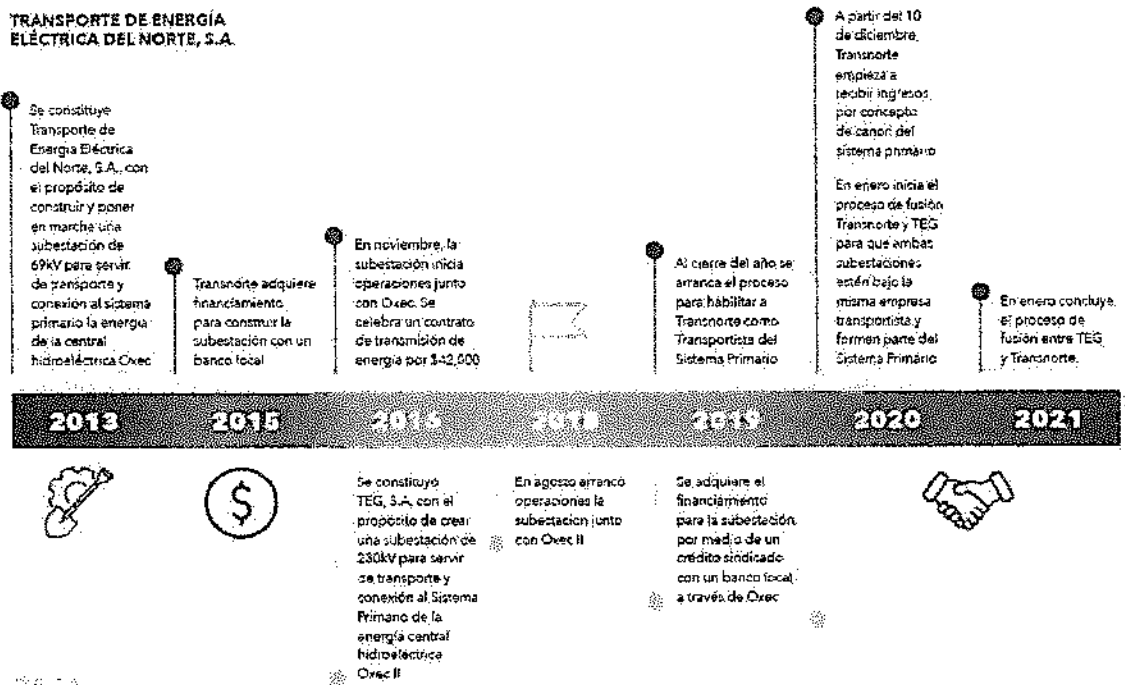 TRANSPORTE DE ENERGÍA
ELÉCTRICA DEL NORTE, S.A.
Se constituye
Transporte de
Energía Eléctrica
del Norte, S.A., con
el propósito de
construir y poner
en marcha una
subestación de
69kV para servir
de transporte y
conexión al sistema
primario la energía
de la central
hidroeléctrica Oxec
Transnorte adquiere
financiamiento
para construir la
subestación con un
banco local
En noviembre, la
subestación inicia
operaciones junto
con Oxec. Se
celebra un contrato
de transmisión de
energía por $42,000
Al cierre del año se
arranca el proceso
para habilitar a
Transnorte como
Transportista del
Sistema Primario
A partir del 10
de diciembre,
Transnorte
empieza a
recibir ingresos
por concepto
de canon del
sistema primario
En enero inicia el
proceso de fusión
Transnorte y TEG
para que ambas
subestaciones
estén bajo la
misma empresa
transportista y
formen parte del
Sistema Primario
En enero concluye
el proceso de
fusión entre TEG
y Transnorte.
2013 2015 2016 2018 2019 2020 2021
$
Se constituyó
TEG, S.A. con el
propósito de crear
una subestación de
230kV para servir
de transporte y
conexión al Sistema
Primario de la
energía central
hidroeléctrica
Oxec II
En agosto arrancó
operaciones la
subestación junto
con Oxec II
Se adquiere el
financiamiento
para la subestación
por medio de un
crédito sindicado
con un banco local
a través de Oxec